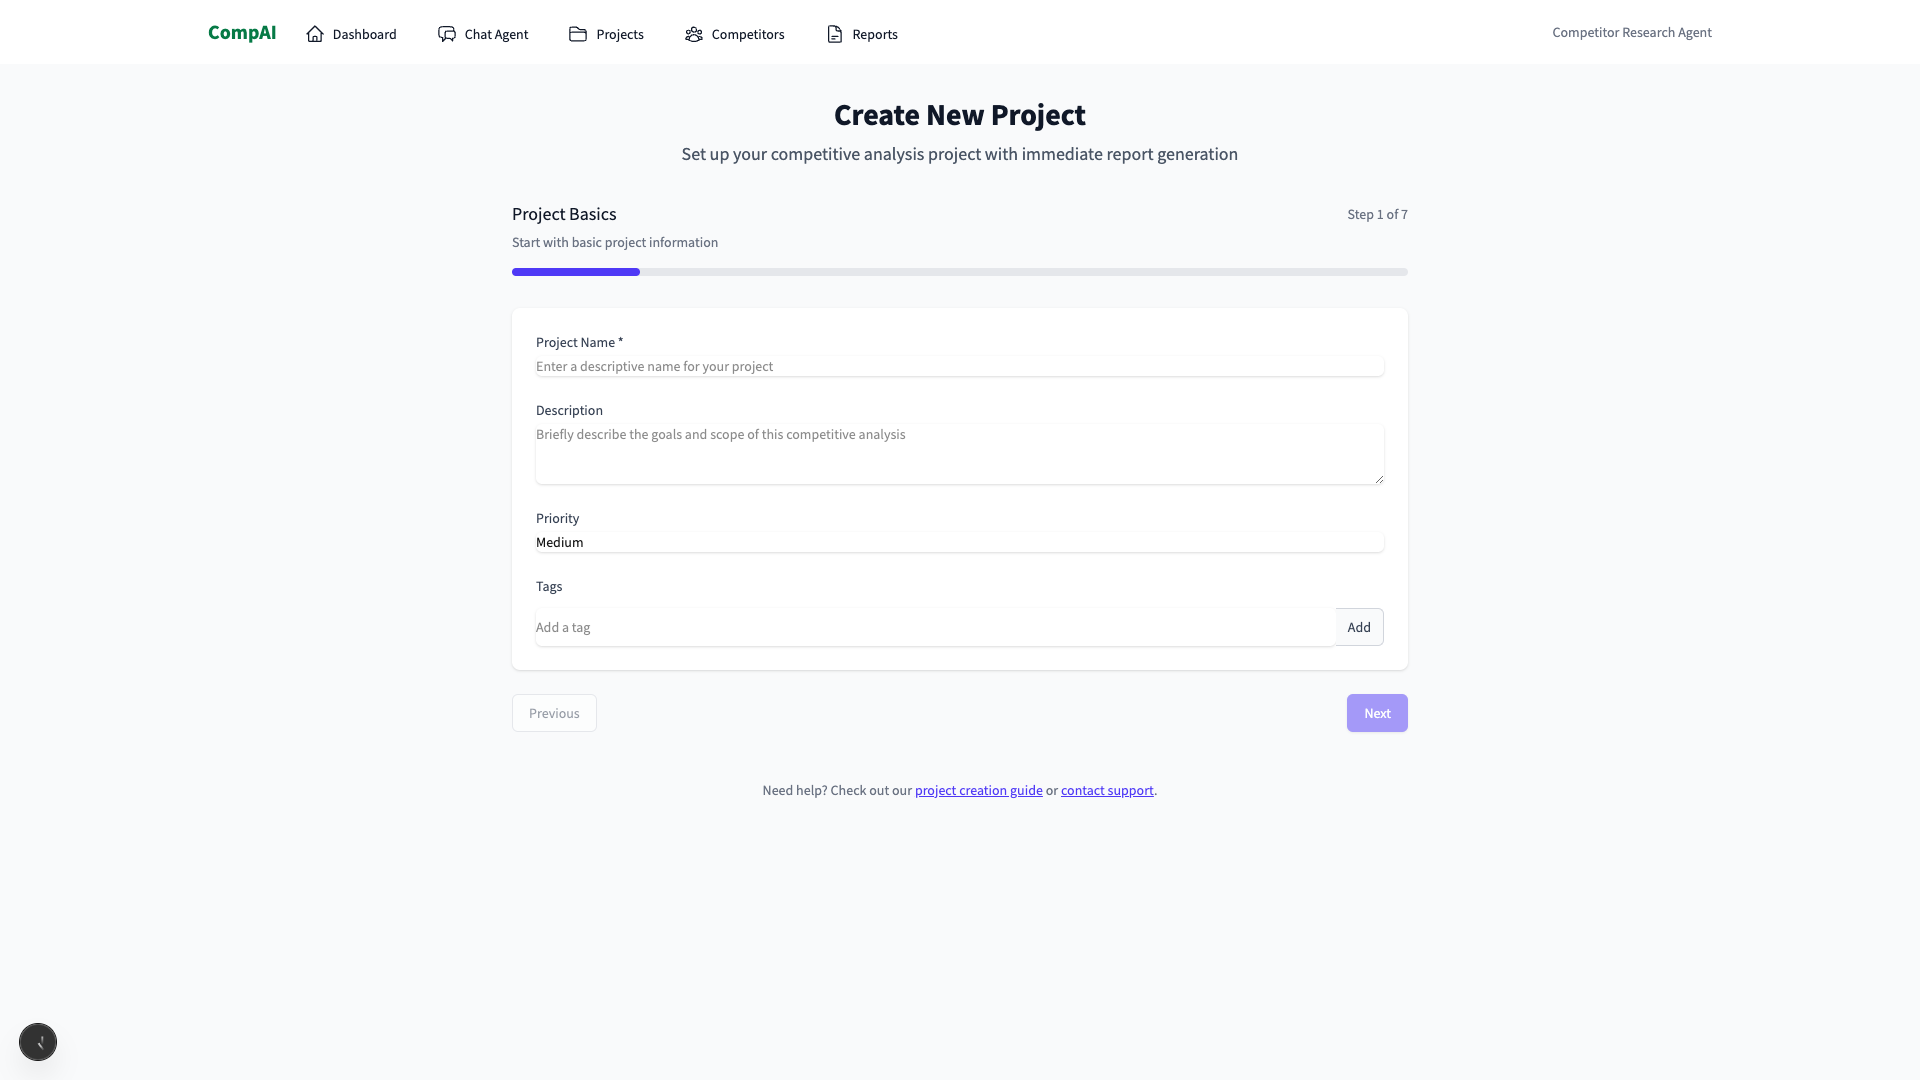 CompAI
Dashboard
Chat Agent
Projects
Competitors
Reports
Competitor Research Agent
Create New Project
Set up your competitive analysis project with immediate report generation
Project Basics
Step 1 of 7
Start with basic project information
Project Name *
Enter a descriptive name for your project
Description
Briefly describe the goals and scope of this competitive analysis
Priority
Medium
Tags
Add a tag
Add
Previous
Next
Need help? Check out our project creation guide or contact support.